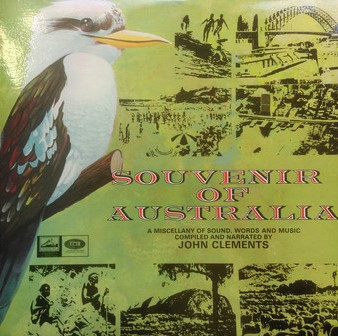 SOUVENIR
OF
AUSTRALIA
A MISCELLANY OF SOUND, WORDS AND MUSIC
COMPILED AND NARRATED BY
JOHN CLEMENTS